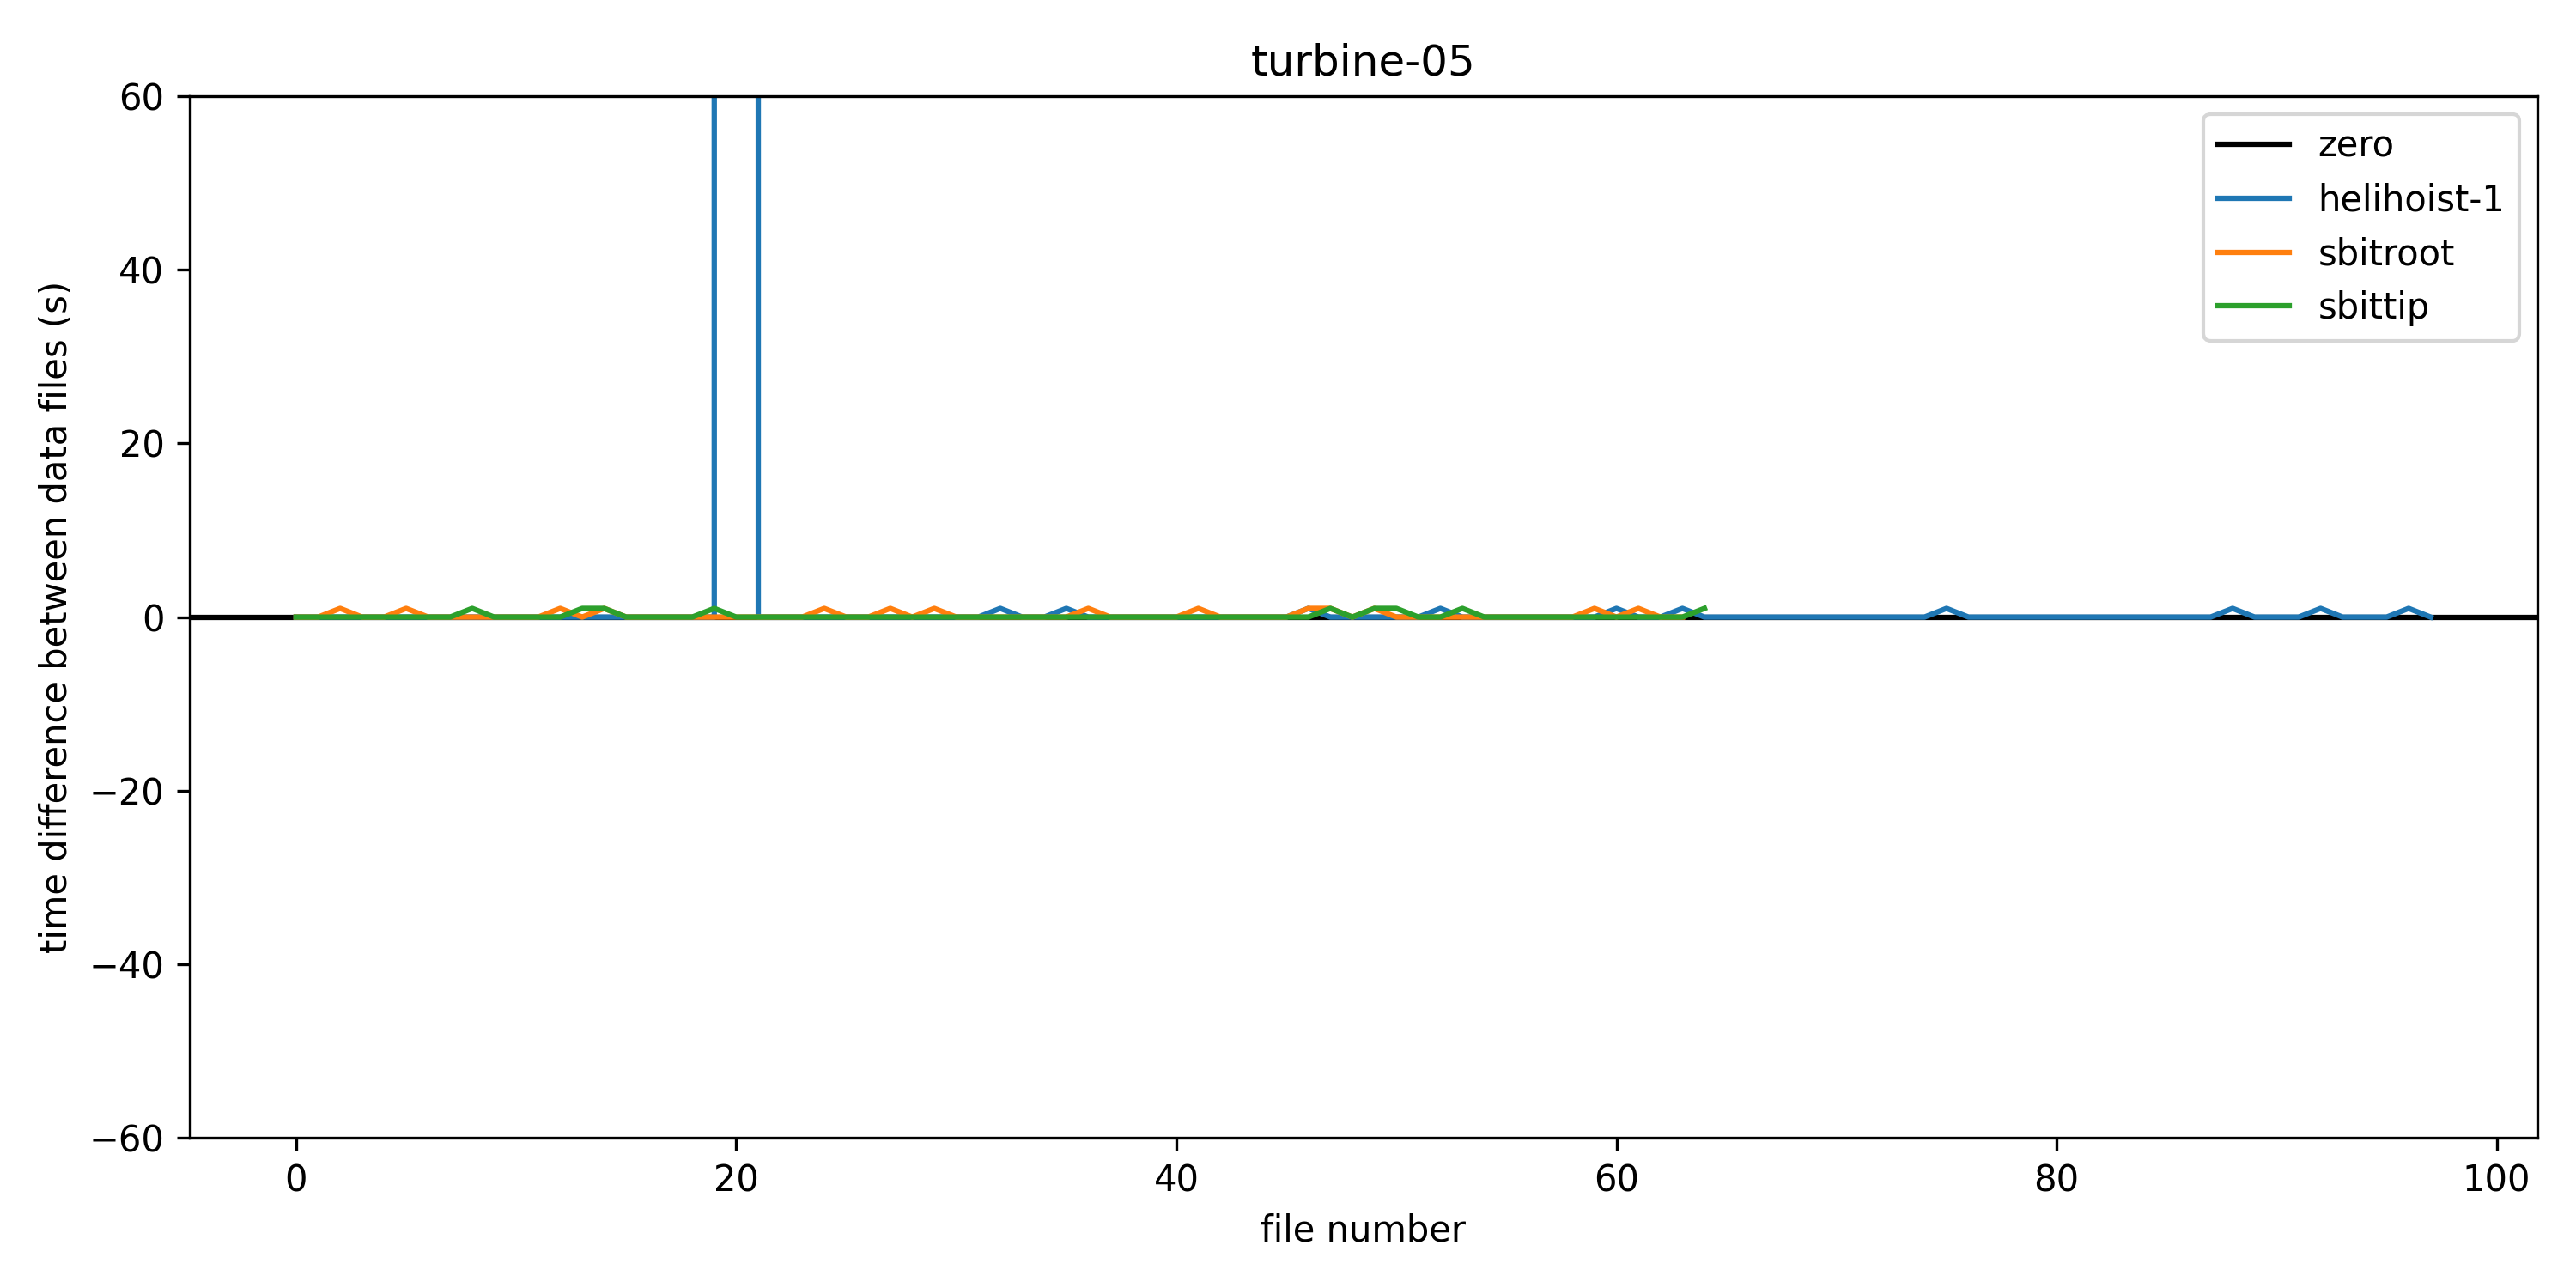 turbine-05
time difference between data files (s)
60
40
20
0
−20
−40
−60
zero
helihoist-1
sbitroot
sbittip
0 20 40 60 80 100
file number